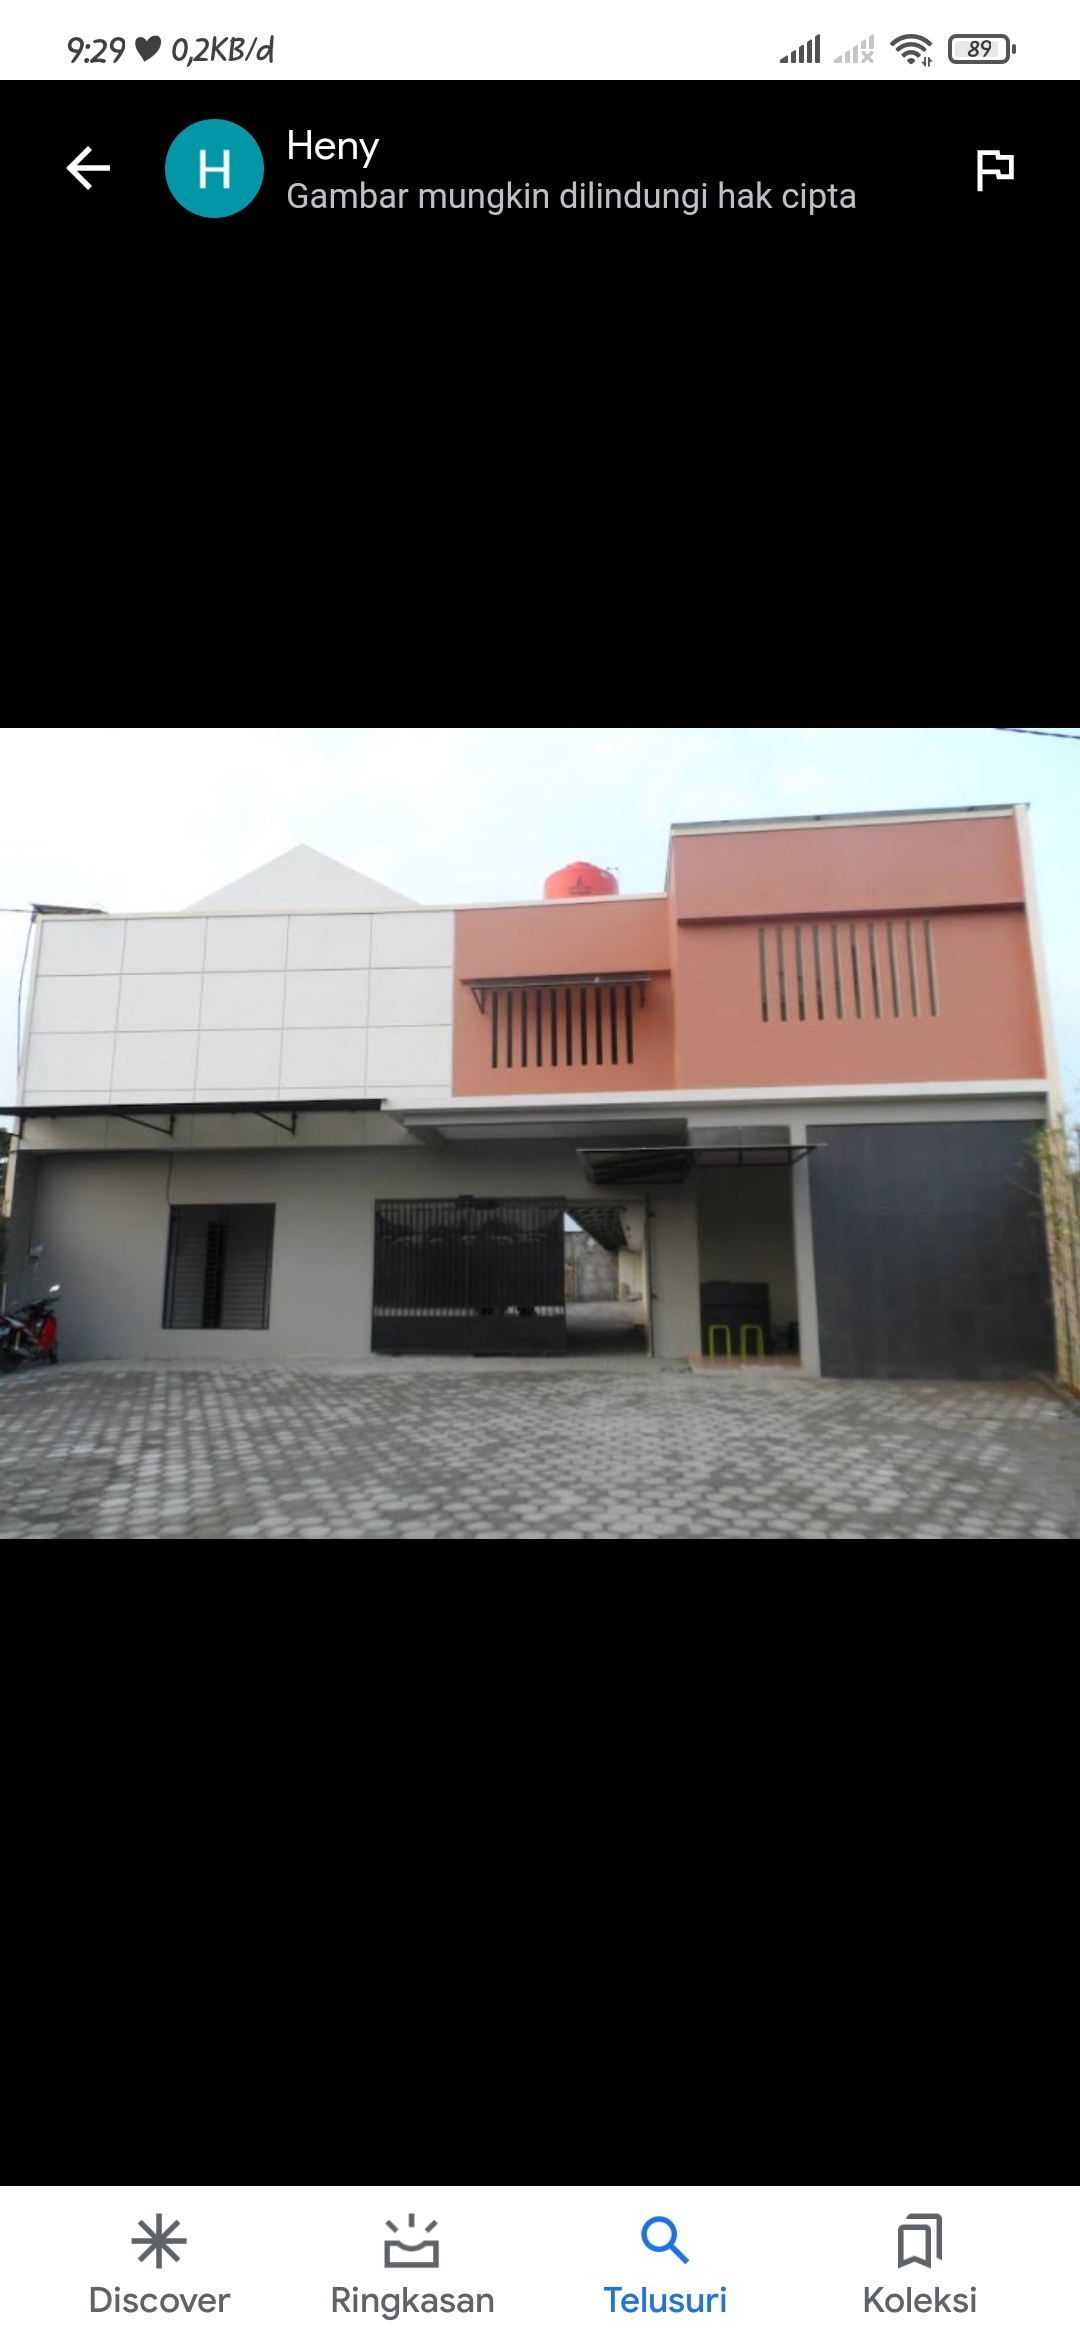 9:29 ♥ 0,2KB/d
89
H
Heny
Gambar mungkin dilindungi hak cipta
Discover
Ringkasan
Telusuri
Koleksi